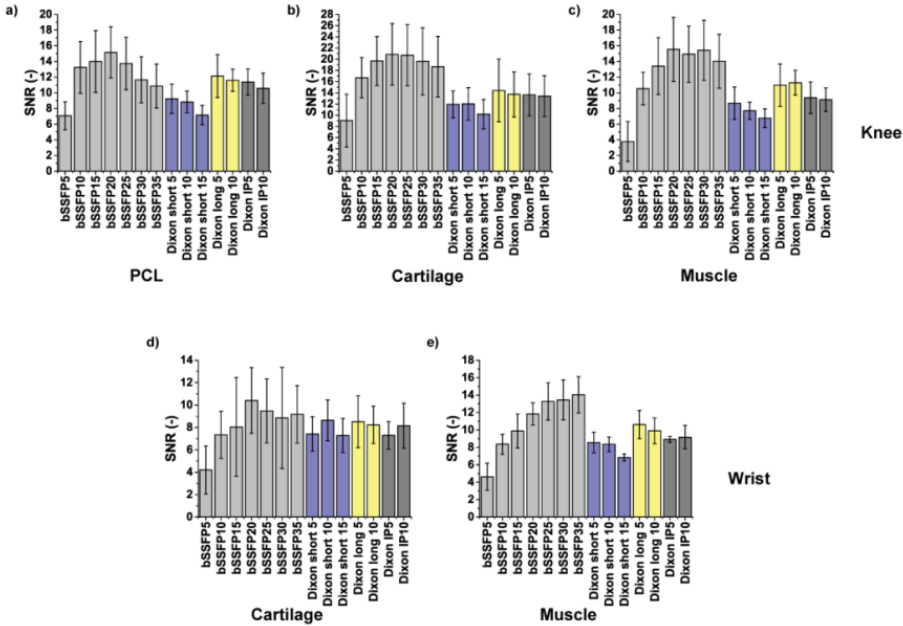 a)
b)
c)
SNR (-)
20
18
16
14
12
10
8
6
4
2
0
bSSFP5
bSSFP10
bSSFP15
bSSFP20
bSSFP25
bSSFP30
bSSFP35
Dixon short 5
Dixon short 10
Dixon short 15
Dixon long 5
Dixon long 10
Dixon IP5
Dixon IP10
PCL
SNR (-)
28
26
24
22
20
18
16
14
12
10
8
6
4
2
0
bSSFP5
bSSFP10
bSSFP15
bSSFP20
bSSFP25
bSSFP30
bSSFP35
Dixon short 5
Dixon short 10
Dixon short 15
Dixon long 5
Dixon long 10
Dixon IP5
Dixon IP10
Cartilage
SNR (-)
20
18
16
14
12
10
8
6
4
2
0
bSSFP5
bSSFP10
bSSFP15
bSSFP20
bSSFP25
bSSFP30
bSSFP35
Dixon short 5
Dixon short 10
Dixon short 15
Dixon long 5
Dixon long 10
Dixon IP5
Dixon IP10
Muscle
Knee
d)
e)
SNR (-)
14
12
10
8
6
4
2
0
bSSFP5
bSSFP10
bSSFP15
bSSFP20
bSSFP25
bSSFP30
bSSFP35
Dixon short 5
Dixon short 10
Dixon short 15
Dixon long 5
Dixon long 10
Dixon IP5
Dixon IP10
Cartilage
SNR (-)
18
16
14
12
10
8
6
4
2
0
bSSFP5
bSSFP10
bSSFP15
bSSFP20
bSSFP25
bSSFP30
bSSFP35
Dixon short 5
Dixon short 10
Dixon short 15
Dixon long 5
Dixon long 10
Dixon IP5
Dixon IP10
Muscle
Wrist